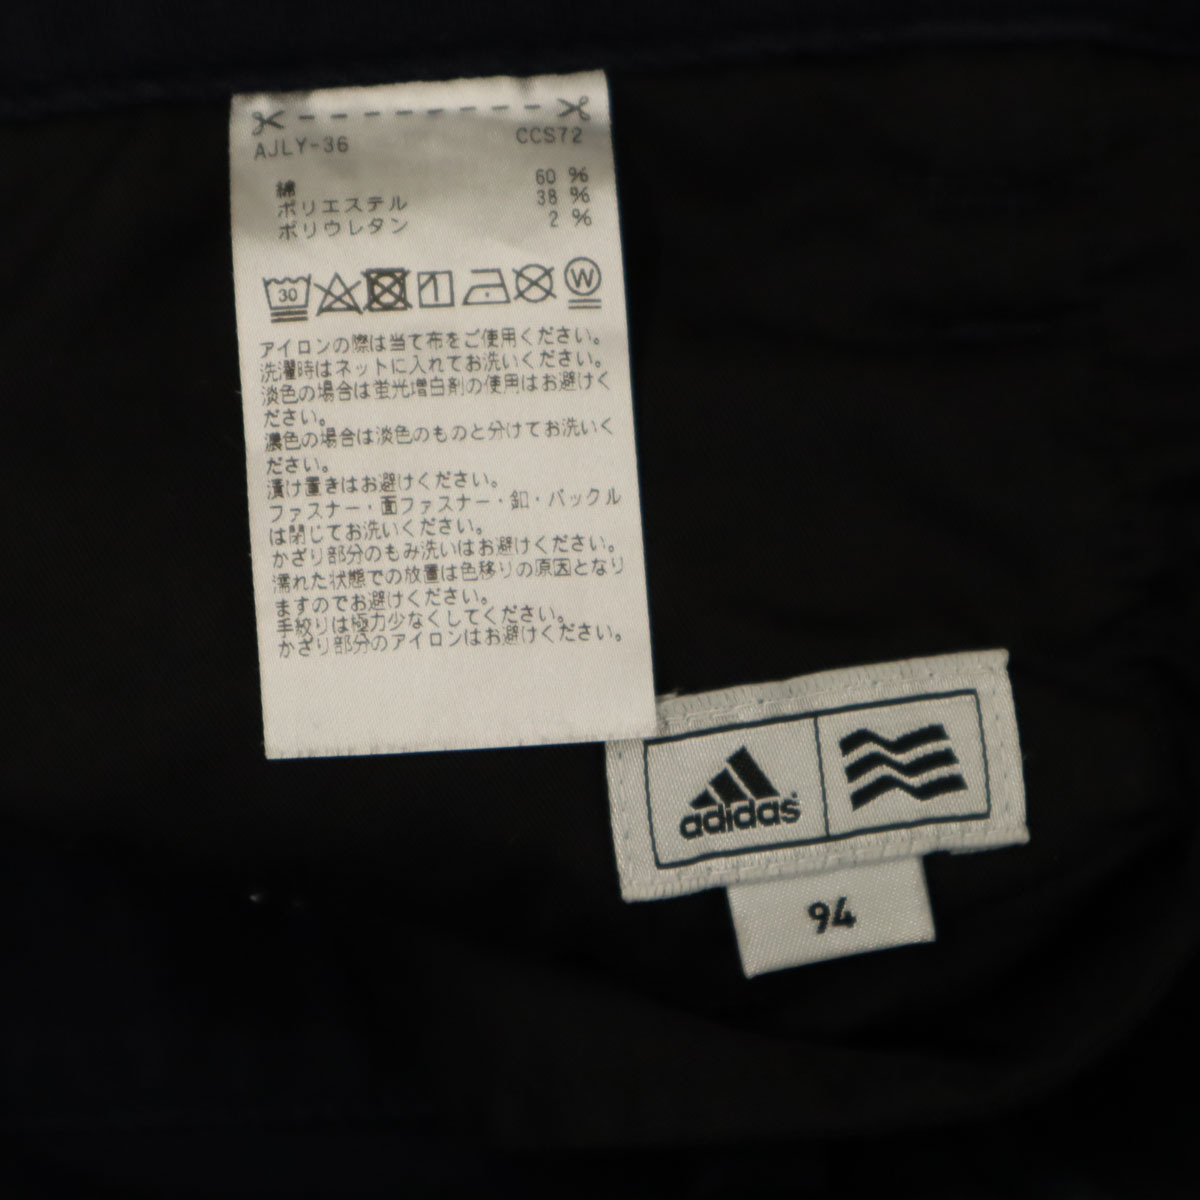 AJLY-36 CCS72
綿 60 %
ポリエステル 38 %
ポリウレタン 2 %
30 W
アイロンの際は当て布をご使用ください。
洗濯時はネットに入れてお洗いください。
淡色の場合は蛍光増白剤の使用はお避けく
ださい。
濃色の場合は淡色のものと分けてお洗いく
ださい。
漬け置きはお避けください。
ファスナー・面ファスナー・釦・バックル
は閉じてお洗いください。
かざり部分のもみ洗いはお避けください。
濡れた状態での放置は色移りの原因となり
ますのでお避けください。
手絞りは極力少なくしてください。
かざり部分のアイロンはお避けください。
adidas
94